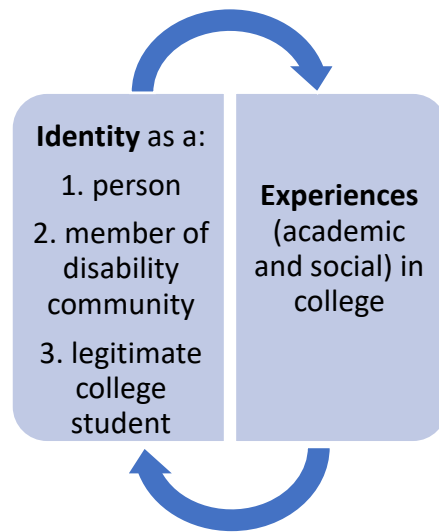 Identity as a:
1. person
2. member of
disability
community
3. legitimate
college
student
Experiences
(academic
and social) in
college